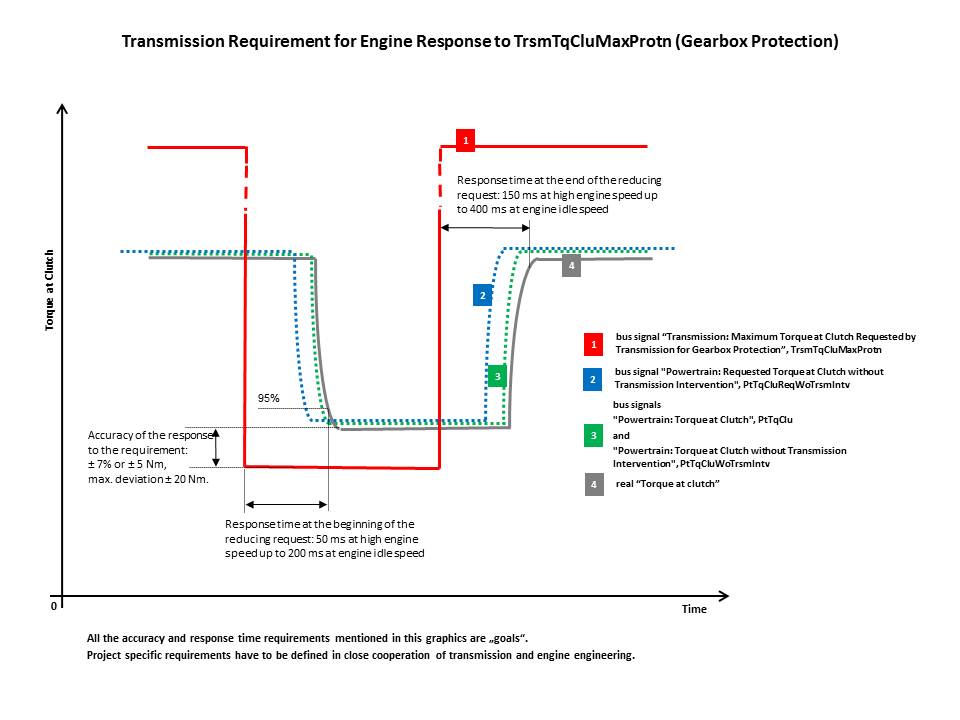 Transmission Requirement for Engine Response to TrsmTqCluMaxProtn (Gearbox Protection)
Torque at Clutch
1
Response time at the end of the reducing
request: 150 ms at high engine speed up
to 400 ms at engine idle speed
4
2
3
95%
Accuracy of the response
to the requirement:
± 7% or ± 5 Nm,
max. deviation ± 20 Nm.
Response time at the beginning of the
reducing request: 50 ms at high engine
speed up to 200 ms at engine idle speed
1
bus signal “Transmission: Maximum Torque at Clutch Requested by
Transmission for Gearbox Protection”, TrsmTqCluMaxProtn
2
bus signal "Powertrain: Requested Torque at Clutch without
Transmission Intervention", PtTqCluReqWoTrsmIntv
3
bus signals
"Powertrain: Torque at Clutch", PtTqClu
and
"Powertrain: Torque at Clutch without Transmission
Intervention", PtTqCluWoTrsmIntv
4
real “Torque at clutch”
0
Time
All the accuracy and response time requirements mentioned in this graphics are „goals“.
Project specific requirements have to be defined in close cooperation of transmission and engine engineering.